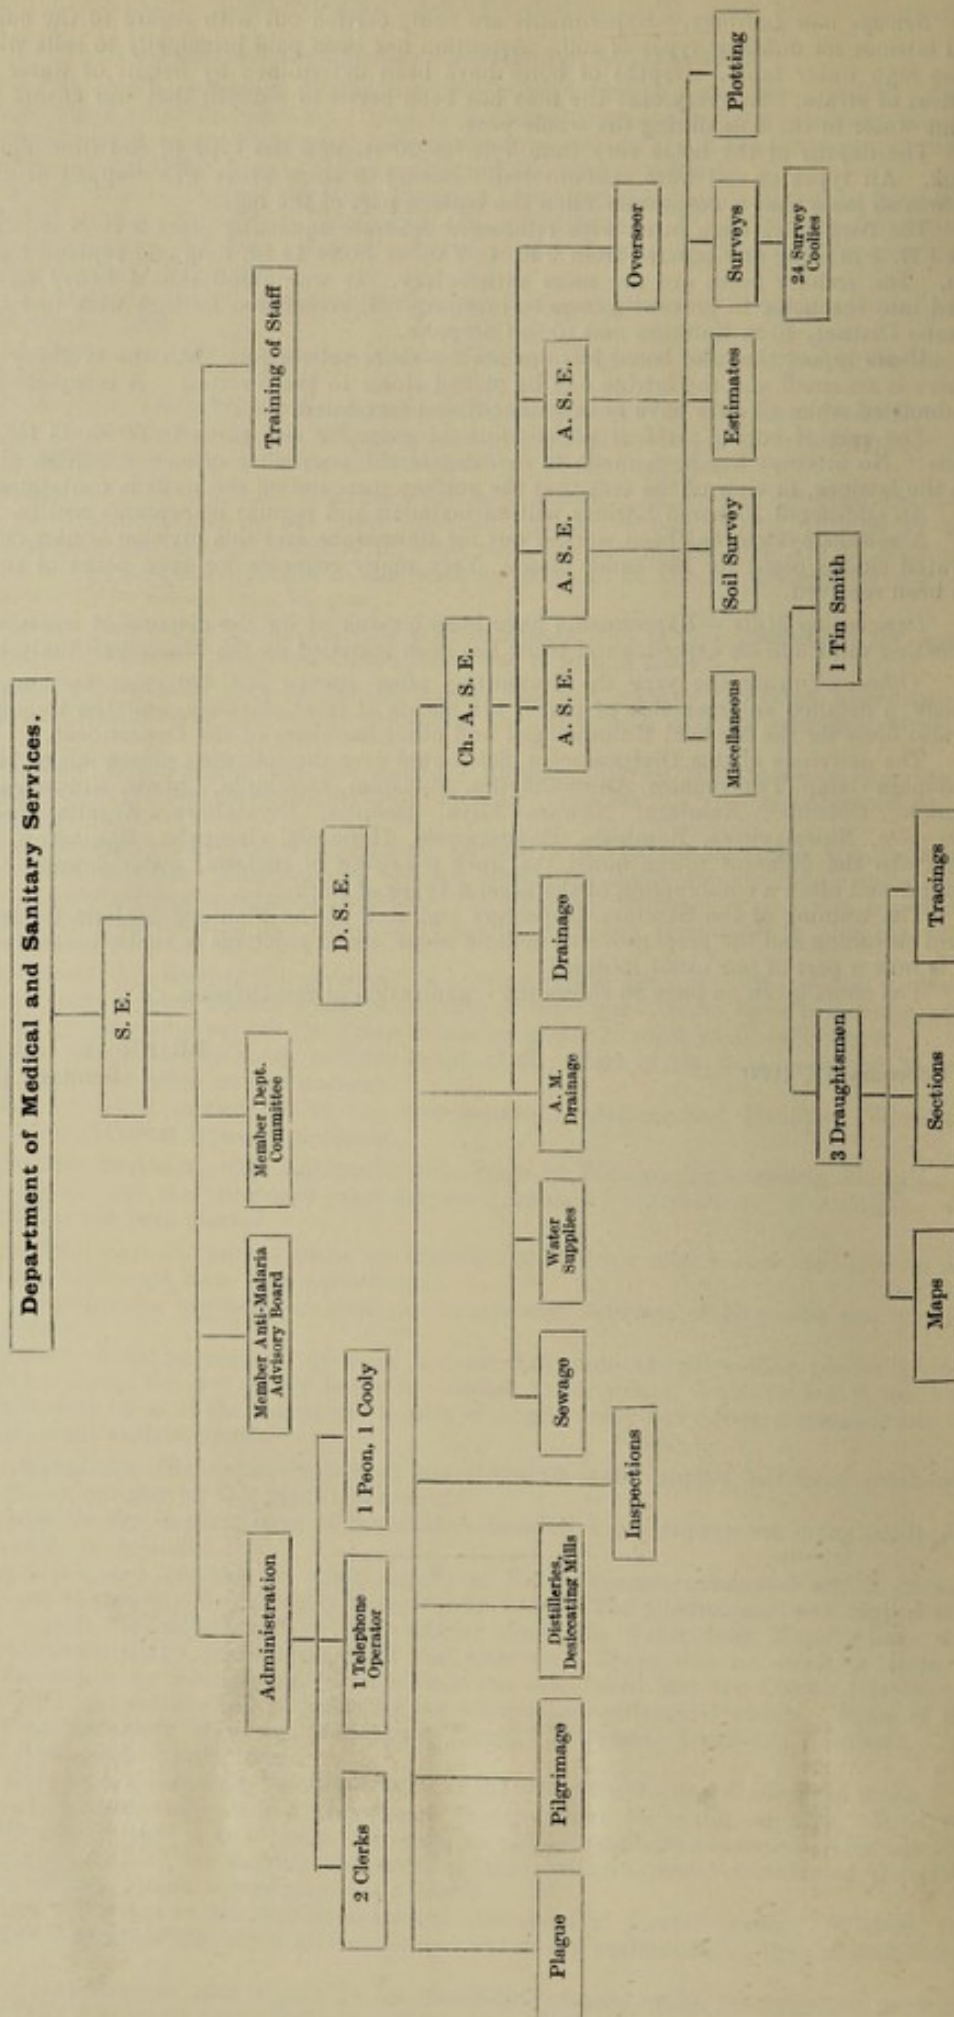 Department of Medical and Sanitary Services.
S. E.
Administration
Member Anti-Malaria
Advisory Board
Member Dept.
Committee
D. S. E.
Training of Staff
2 Clerks
1 Telephone
Operator
1 Peon, 1 Cooly
Plague
Pilgrimage
Distilleries,
Desiccating Mills
Inspections
Ch. A. S. E.
Sewage
Water
Supplies
A. M.
Drainage
Drainage
A. S. E.
A. S. E.
A. S. E.
Overseer
Miscellaneous
Soil Survey
Estimates
Surveys
Plotting
24 Survey
Coolies
3 Draughtsmen
1 Tin Smith
Maps
Sections
Tracings